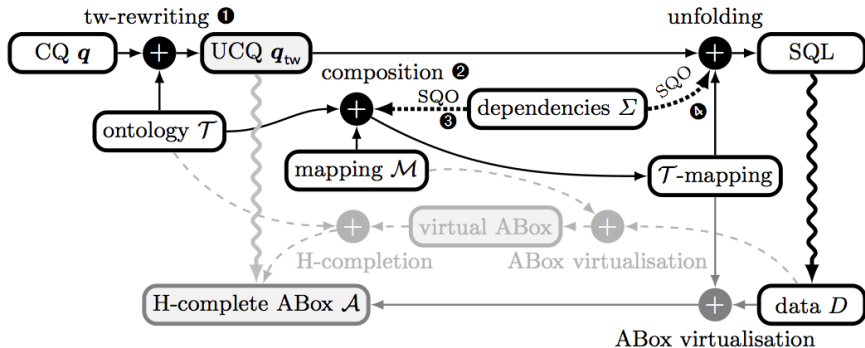 tw-rewriting ❶
unfolding
CQ q
+
UCQ q_tw
+
SQL
composition ❷
SQO
SQO
+
❸
dependencies Σ
❹
ontology 𝒯
mapping ℳ
𝒯-mapping
+
virtual ABox
+
H-completion
ABox virtualisation
H-complete ABox 𝒜
+
data D
ABox virtualisation